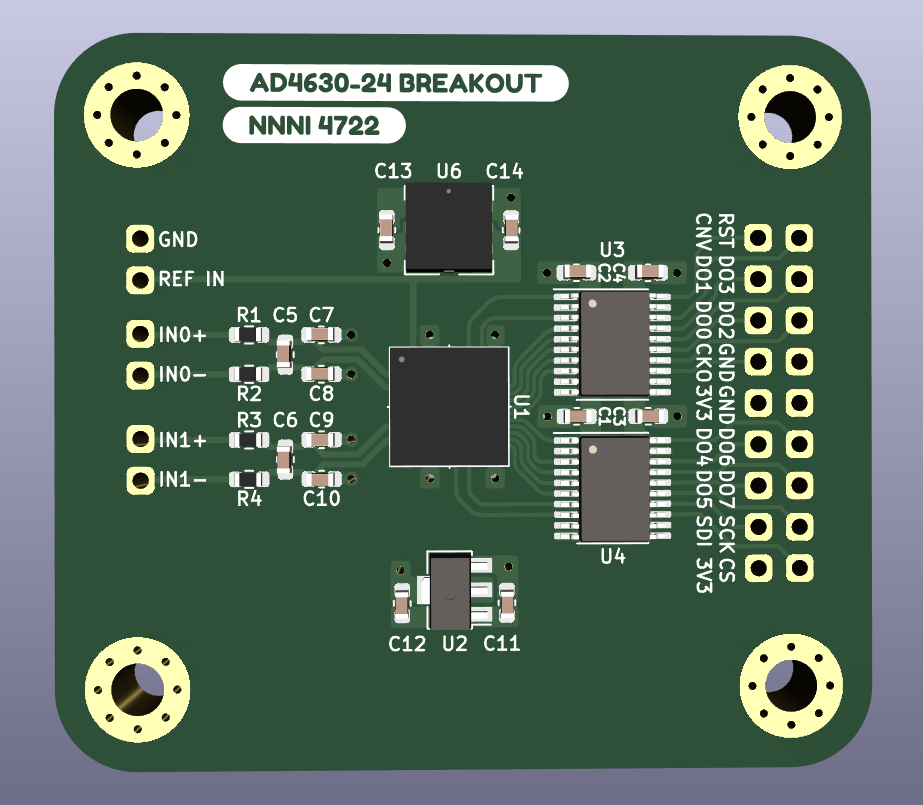 AD4630-24 BREAKOUT
NNNI 4722
C13
U6
C14
GND
REF IN
IN0+
IN0-
IN1+
IN1-
R1
C5
C7
R2
C8
R3
C6
C9
R4
C10
U1
U3
C2
C4
C1
C3
U4
C12
U2
C11
RST DO3 DO2 GND GND DO6 DO7 SCK CS
CNV DO1 DO0 CKO 3V3 DO4 DO5 SDI 3V3